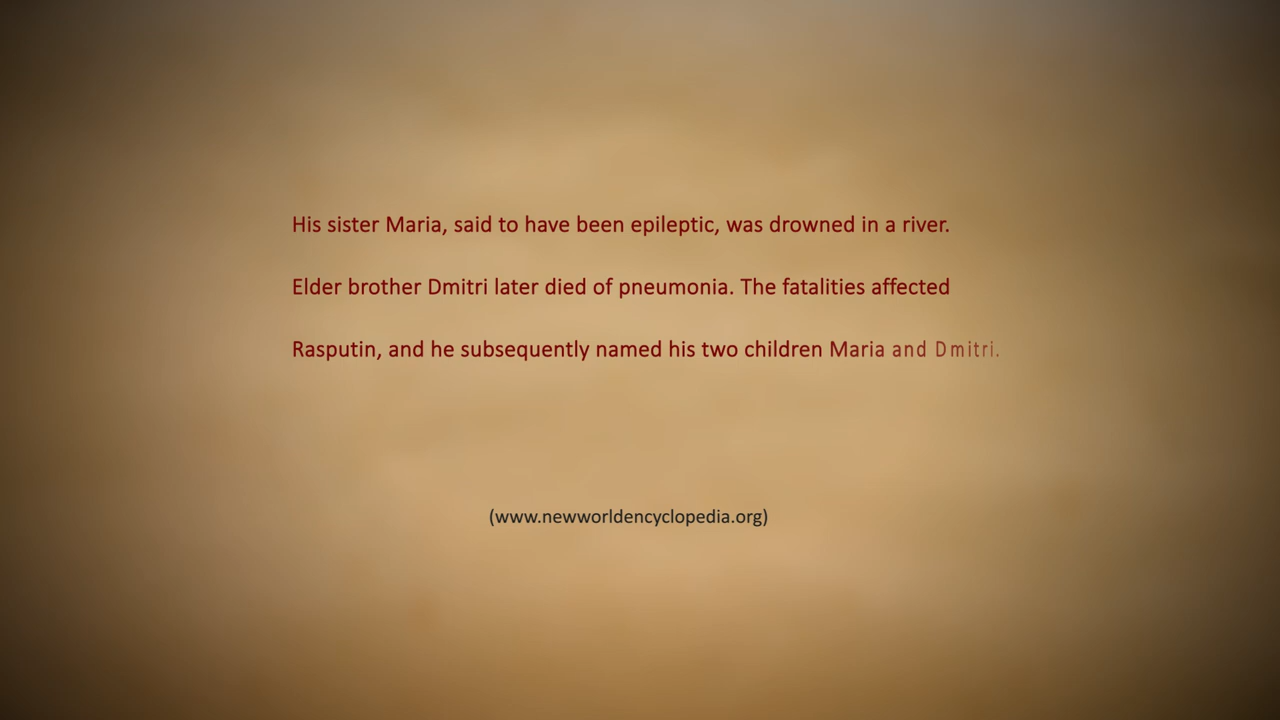 His sister Maria, said to have been epileptic, was drowned in a river.
Elder brother Dmitri later died of pneumonia. The fatalities affected
Rasputin, and he subsequently named his two children Maria and Dmitri.
(www.newworldencyclopedia.org)